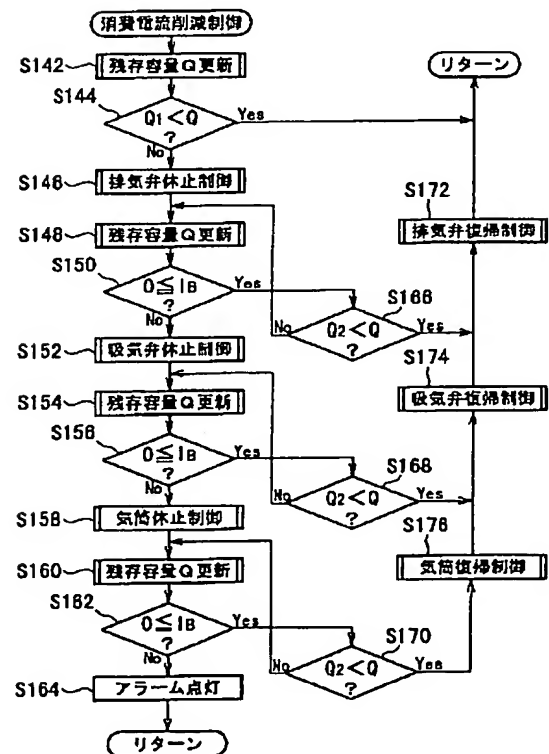 消費電流削減制御
S142 残存容量Q更新
リターン
S144
Q1<Q
?
Yes
No
S146 排気弁休止制御
S172
排気弁復帰制御
S148 残存容量Q更新
S150
0≦IB
?
Yes
No
S166
Q2<Q
?
No
Yes
S152 吸気弁休止制御
S174
吸気弁復帰制御
S154 残存容量Q更新
S156
0≦IB
?
Yes
No
S168
Q2<Q
?
No
Yes
S158 気筒休止制御
S176
気筒復帰制御
S160 残存容量Q更新
S162
0≦IB
?
Yes
No
S170
Q2<Q
?
No
Yes
S164 アラーム点灯
リターン